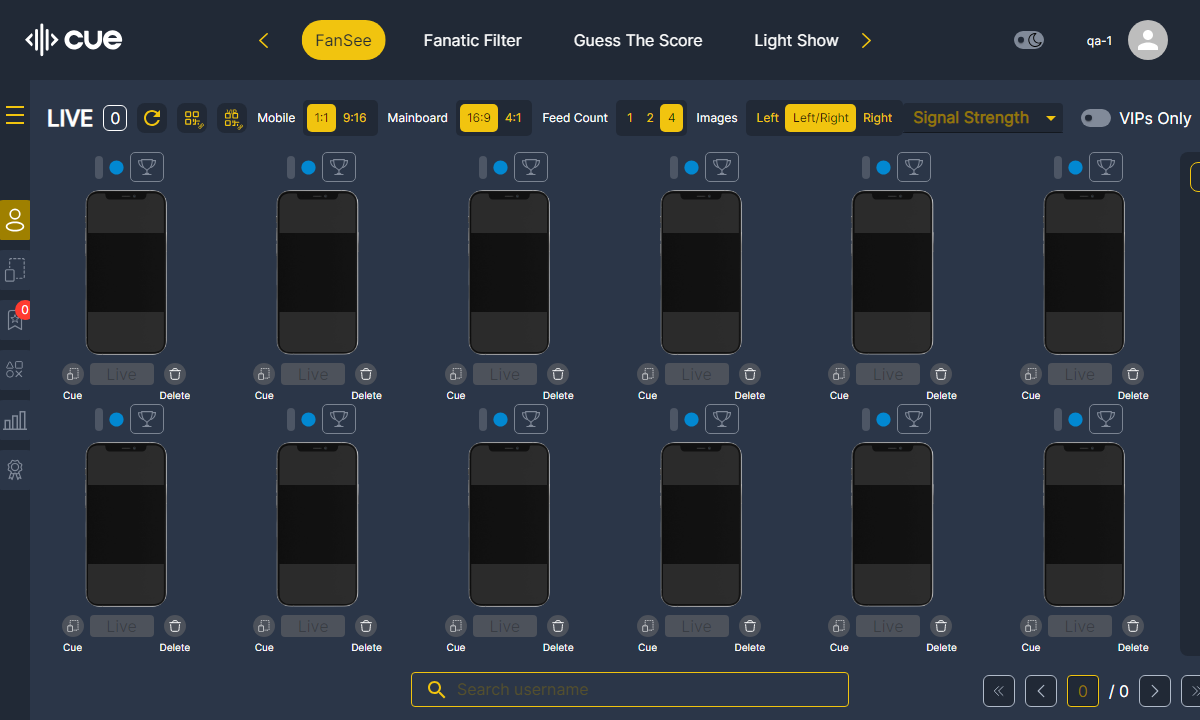 cue
FanSee
Fanatic Filter
Guess The Score
Light Show
qa-1
LIVE 0
Mobile 1:1 9:16
Mainboard 16:9 4:1
Feed Count 1 2 4
Images Left Left/Right Right
Signal Strength
VIPs Only
0
Live Live Live Live Live Live
Cue Delete Cue Delete Cue Delete Cue Delete Cue Delete Cue Delete
Live Live Live Live Live Live
Cue Delete Cue Delete Cue Delete Cue Delete Cue Delete Cue Delete
Search username
0 / 0